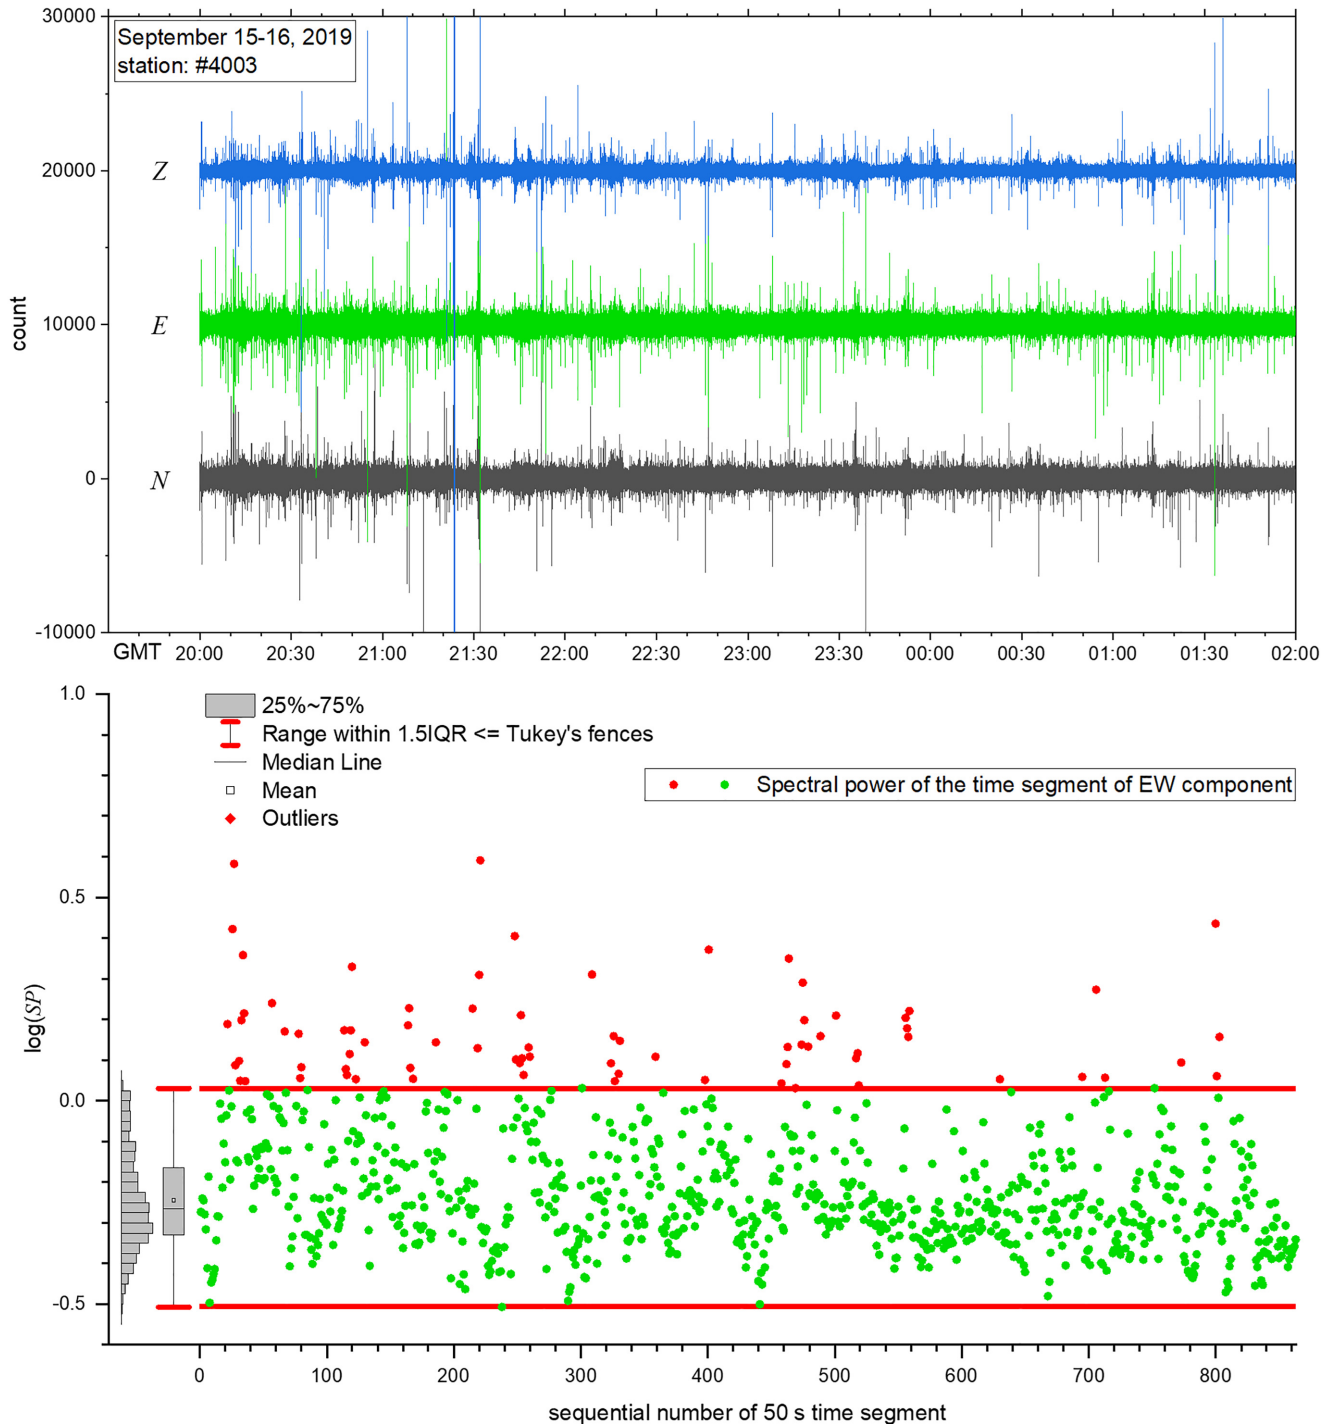 30000
September 15-16, 2019
station: #4003
Z
20000
E
10000
count
N
0
-10000
GMT 20:00 20:30 21:00 21:30 22:00 22:30 23:00 23:30 00:00 00:30 01:00 01:30 02:00
1.0
25%~75%
Range within 1.5IQR <= Tukey's fences
Median Line
Mean
Outliers
Spectral power of the time segment of EW component
0.5
log(SP)
0.0
-0.5
0 100 200 300 400 500 600 700 800
sequential number of 50 s time segment